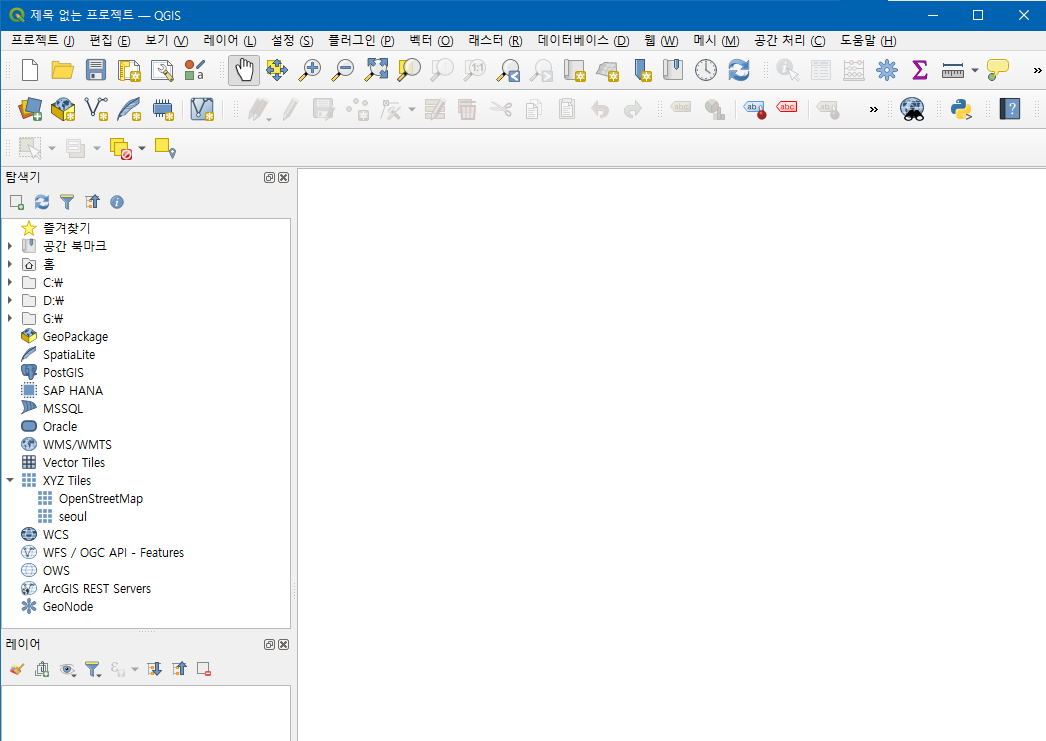 제목 없는 프로젝트 — QGIS
프로젝트 (J) 편집 (E) 보기 (V) 레이어 (L) 설정 (S) 플러그인 (P) 벡터 (O) 래스터 (R) 데이터베이스 (D) 웹 (W) 메시 (M) 공간 처리 (C) 도움말 (H)
탐색기
즐겨찾기
공간 북마크
홈
C:₩
D:₩
G:₩
GeoPackage
SpatiaLite
PostGIS
SAP HANA
MSSQL
Oracle
WMS/WMTS
Vector Tiles
XYZ Tiles
OpenStreetMap
seoul
WCS
WFS / OGC API - Features
OWS
ArcGIS REST Servers
GeoNode
레이어